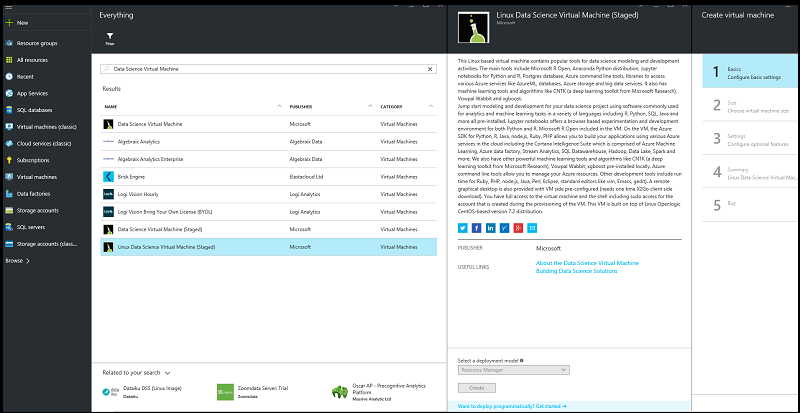 New
Resource groups
All resources
Recent
App Services
SQL databases
Virtual machines (classic)
Cloud services (classic)
Subscriptions
Virtual machines
Data factories
Storage accounts
SQL servers
Storage accounts (class...
Browse
Everything
Filter
Data Science Virtual Machine
Results
NAME PUBLISHER CATEGORY
Data Science Virtual Machine Microsoft Virtual Machines
Algebraix Analytics Algebraix Data Virtual Machines
Algebraix Analytics Enterprise Algebraix Data Virtual Machines
Brisk Engine Elastacloud Ltd Virtual Machines
Logi Vision Hourly Logi Analytics Virtual Machines
Logi Vision Bring Your Own License (BYOL) Logi Analytics Virtual Machines
Data Science Virtual Machine (Staged) Microsoft Virtual Machines
Linux Data Science Virtual Machine (Staged) Microsoft Virtual Machines
Related to your search
Dataiku DSS (Linux Image)
Dataiku
Zoomdata Server: Trial
Zoomdata
Oscar AP - Precognitive Analytics
Platform
Massive Analytic Ltd
Linux Data Science Virtual Machine (Staged)
Microsoft
This Linux based virtual machine contains popular tools for data science modeling and development
activities. The main tools include Microsoft R Open, Anaconda Python distribution, Jupyter
notebooks for Python and R, Postgres database, Azure command line tools, libraries to access
various Azure services like AzureML databases, Azure storage and big data services. It also has
machine learning tools and algorithms like CNTK (a deep learning toolkit from Microsoft Research),
Vowpal Wabbit and xgboost.
Jump start modeling and development for your data science project using software commonly used
for analytics and machine learning tasks in a variety of languages including R, Python, SQL, Java and
more all pre-installed. Jupyter notebooks offers a browser based experimentation and development
environment for both Python and R. Microsoft R Open included in the VM. On the VM, the Azure
SDK for Python, R, Java, node.js, Ruby, PHP allows you to build your applications using various Azure
services in the cloud including the Cortana Intelligence Suite which is comprised of Azure Machine
Learning, Azure data factory, Stream Analytics, SQL Datawarehouse, Hadoop, Data Lake, Spark and
more. We also have other powerful machine learning tools and algorithms like CNTK (a deep
learning toolkit from Microsoft Research), Vowpal Wabbit, xgboost pre-installed locally. Azure
command line tools allow you to manage your Azure resources. Other development tools include run
time for Ruby, PHP, node.js, Java, Perl, Eclipse, standard editors like vim, Emacs, gedit. A remote
graphical desktop is also provided with VM side pre-configured (needs one time X2Go client side
download). You have full access to the virtual machine and the shell including sudo access for the
account that is created during the provisioning of the VM. This VM is built on top of Linux Openlogic
CentOS-based version 7.2 distribution.
PUBLISHER Microsoft
USEFUL LINKS About the Data Science Virtual Machine
Building Data Science Solutions
Select a deployment model
Resource Manager
Create
Want to deploy programmatically? Get started
Create virtual machine
1 Basics
Configure basic settings
2 Size
Choose virtual machine size
3 Settings
Configure optional features
4 Summary
Linux Data Science Virtual Mac...
5 Buy